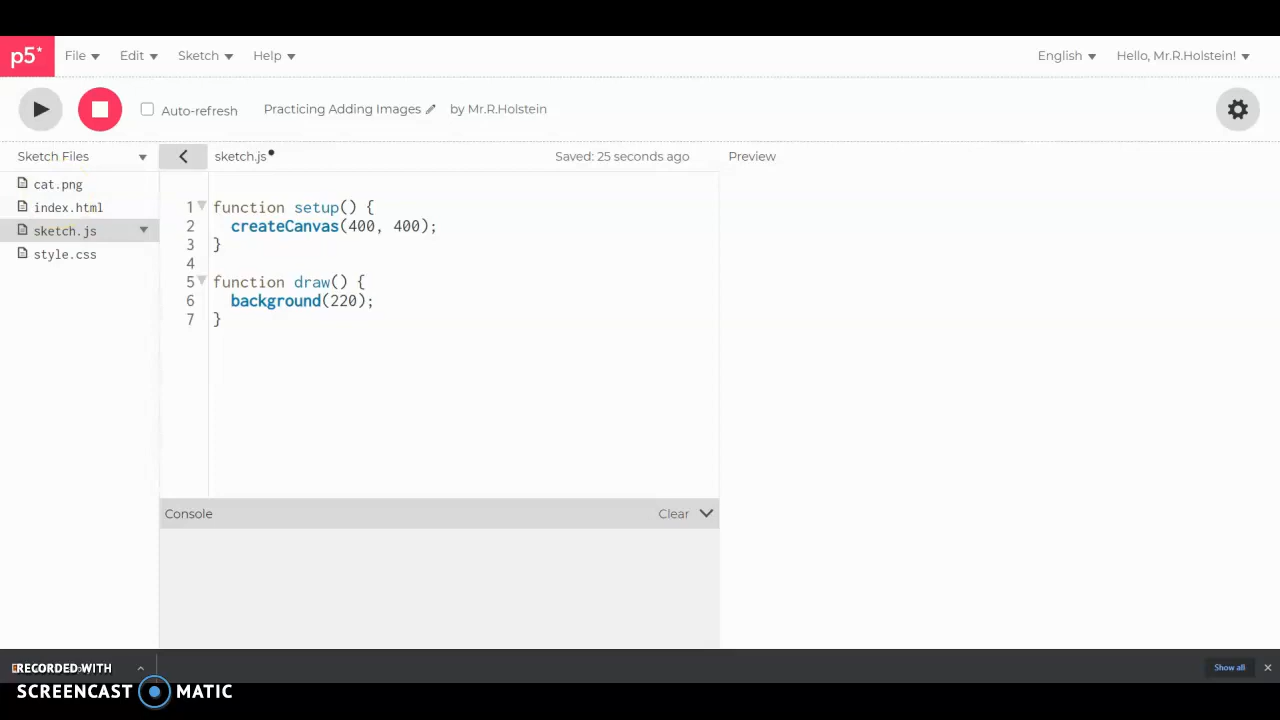 p5* File Edit Sketch Help English Hello, Mr.R.Holstein!
Auto-refresh Practicing Adding Images by Mr.R.Holstein
Sketch Files sketch.js Saved: 25 seconds ago Preview
cat.png
index.html
sketch.js
style.css
1 function setup() {
2 createCanvas(400, 400);
3 }
4
5 function draw() {
6 background(220);
7 }
Console Clear
RECORDED WITH Show all
SCREENCAST MATIC